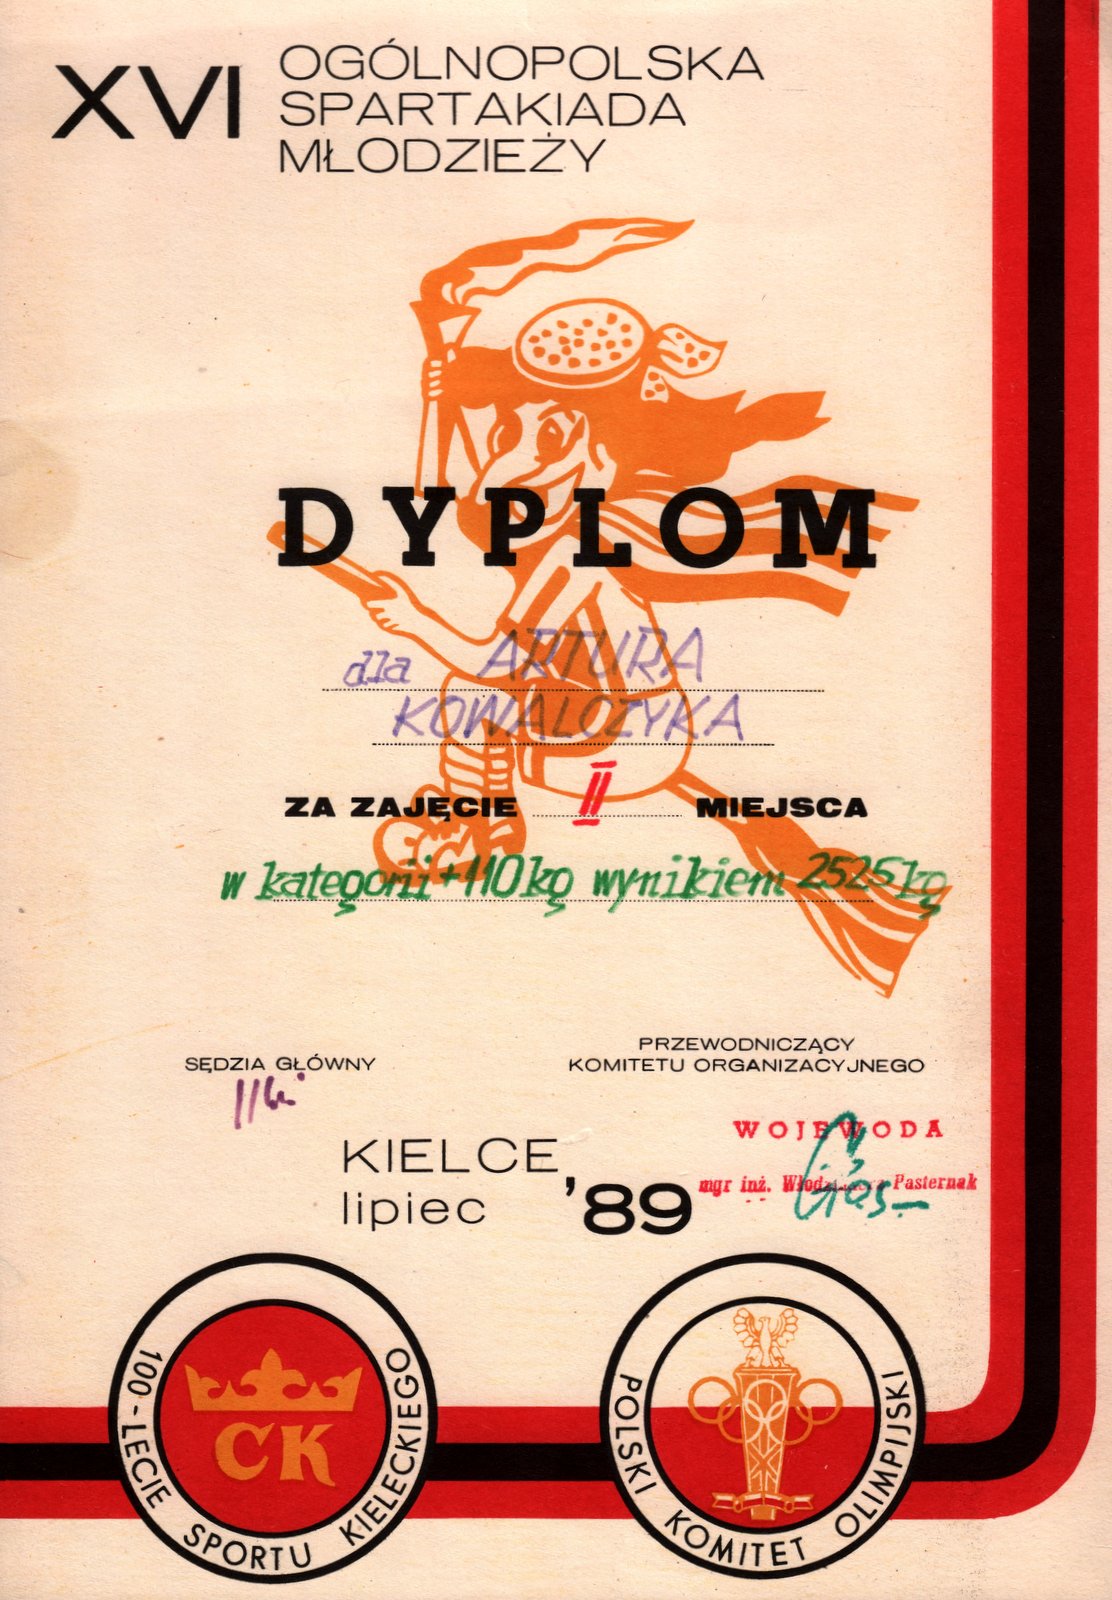 XVI OGÓLNOPOLSKA
SPARTAKIADA
MŁODZIEŻY
DYPLOM
dla ARTURA
KOWALCZYKA
ZA ZAJĘCIE II MIEJSCA
w kategorii +110kg wynikiem 252,5kg
SĘDZIA GŁÓWNY
PRZEWODNICZĄCY
KOMITETU ORGANIZACYJNEGO
WOJEWODA
mgr inż. Włodzimierz Pasternak
KIELCE,
lipiec '89
100-LECIE SPORTU KIELECKIEGO
CK
POLSKI KOMITET OLIMPIJSKI